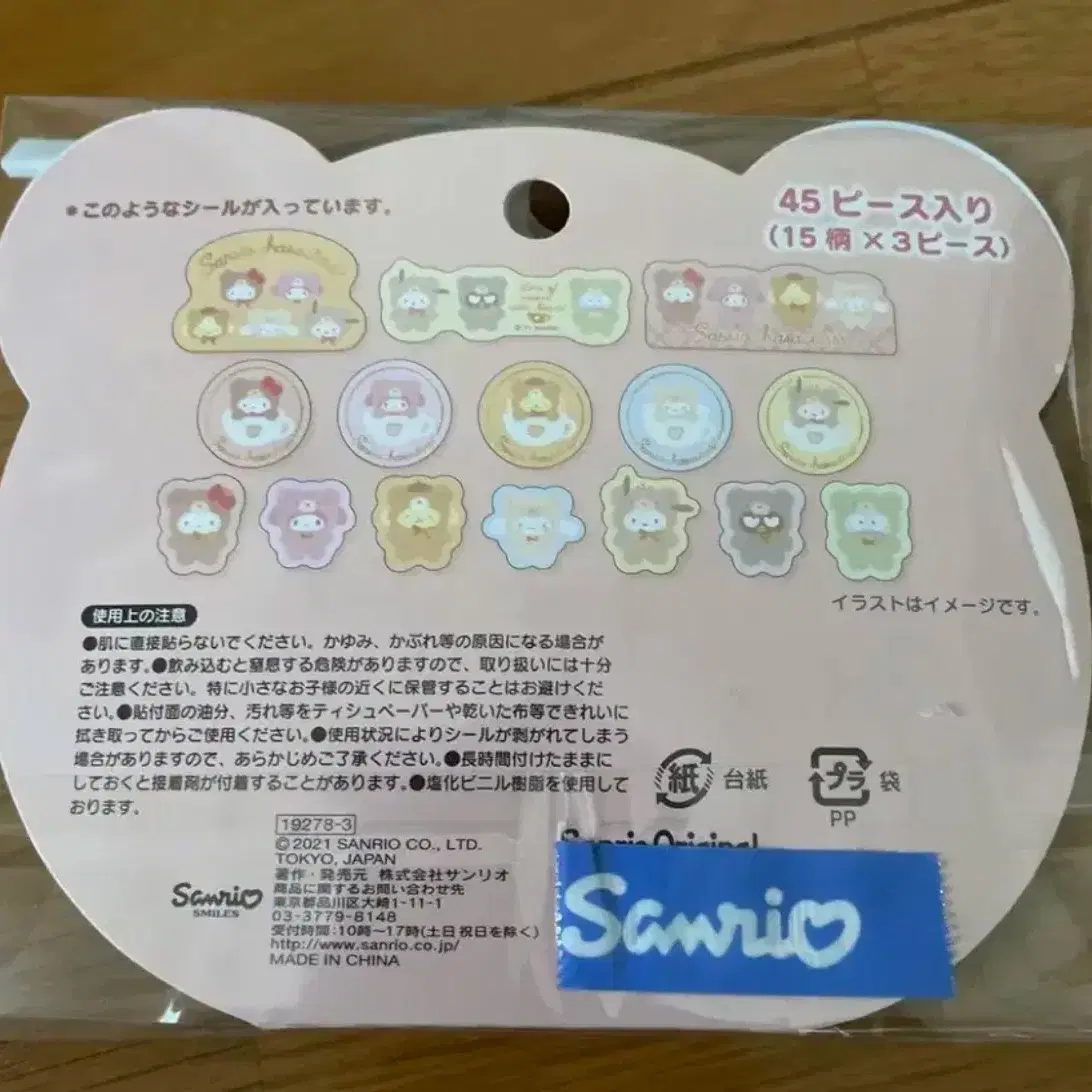 ＊このようなシールが入っています。
45 ピース入り
(15 柄 × 3ピース)
イラストはイメージです。
使用上の注意
●肌に直接貼らないでください。かゆみ、かぶれ等の原因になる場合が
あります。●飲み込むと窒息する危険がありますので、取り扱いには十分
ご注意ください。特に小さなお子様の近くに保管することはお避けくだ
さい。●貼付面の油分、汚れ等をティシュペーパーや乾いた布等できれいに
拭き取ってからご使用ください。●使用状況によりシールが剥がれてしまう
場合がありますので、あらかじめご了承ください。●長時間付けたままに
しておくと接着剤が付着することがあります。●塩化ビニル樹脂を使用して
おります。
紙 台紙
プラ 袋
PP
19278-3
©2021 SANRIO CO., LTD.
TOKYO, JAPAN
著作・発売元 株式会社サンリオ
商品に関するお問い合わせ先
東京都品川区大崎1-11-1
03-3779-8148
受付時間:10時〜17時(土日祝日を除く)
http://www.sanrio.co.jp/
MADE IN CHINA
Sanrio
SMILES
Sanrio Original
Sanrio